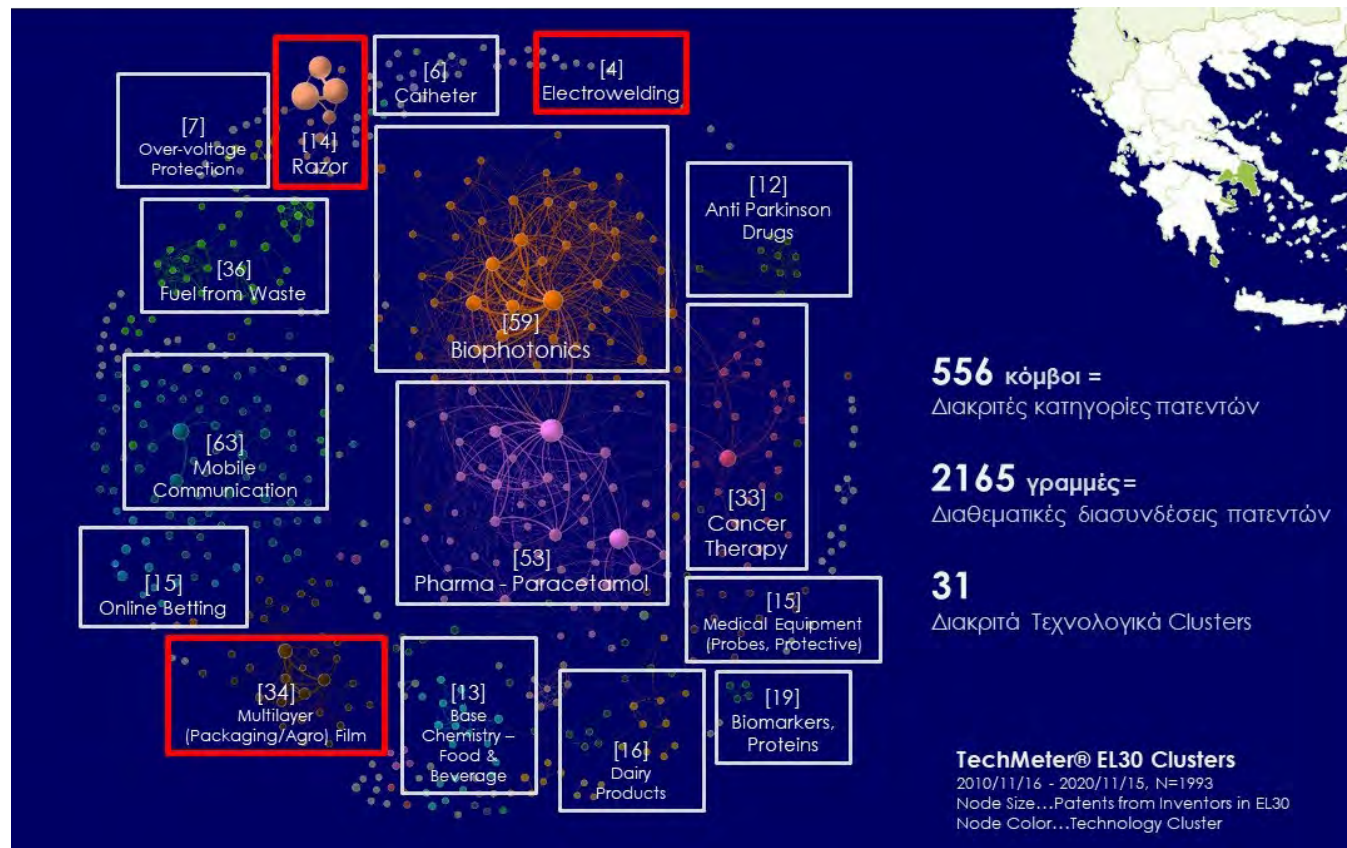 [6]
Catheter
[4]
Electrowelding
[7]
Over-voltage
Protection
[14]
Razor
[12]
Anti Parkinson
Drugs
[36]
Fuel from Waste
[59]
Biophotonics
[63]
Mobile
Communication
[53]
Pharma - Paracetamol
[33]
Cancer
Therapy
[15]
Online Betting
[15]
Medical Equipment
(Probes, Protective)
[34]
Multilayer
(Packaging/Agro) Film
[13]
Base
Chemistry –
Food &
Beverage
[16]
Dairy
Products
[19]
Biomarkers,
Proteins
556 κόμβοι =
Διακριτές κατηγορίες πατεντών
2165 γραμμές =
Διαθεματικές διασυνδέσεις πατεντών
31
Διακριτά Τεχνολογικά Clusters
TechMeter® EL30 Clusters
2010/11/16 - 2020/11/15, N=1993
Node Size...Patents from Inventors in EL30
Node Color...Technology Cluster